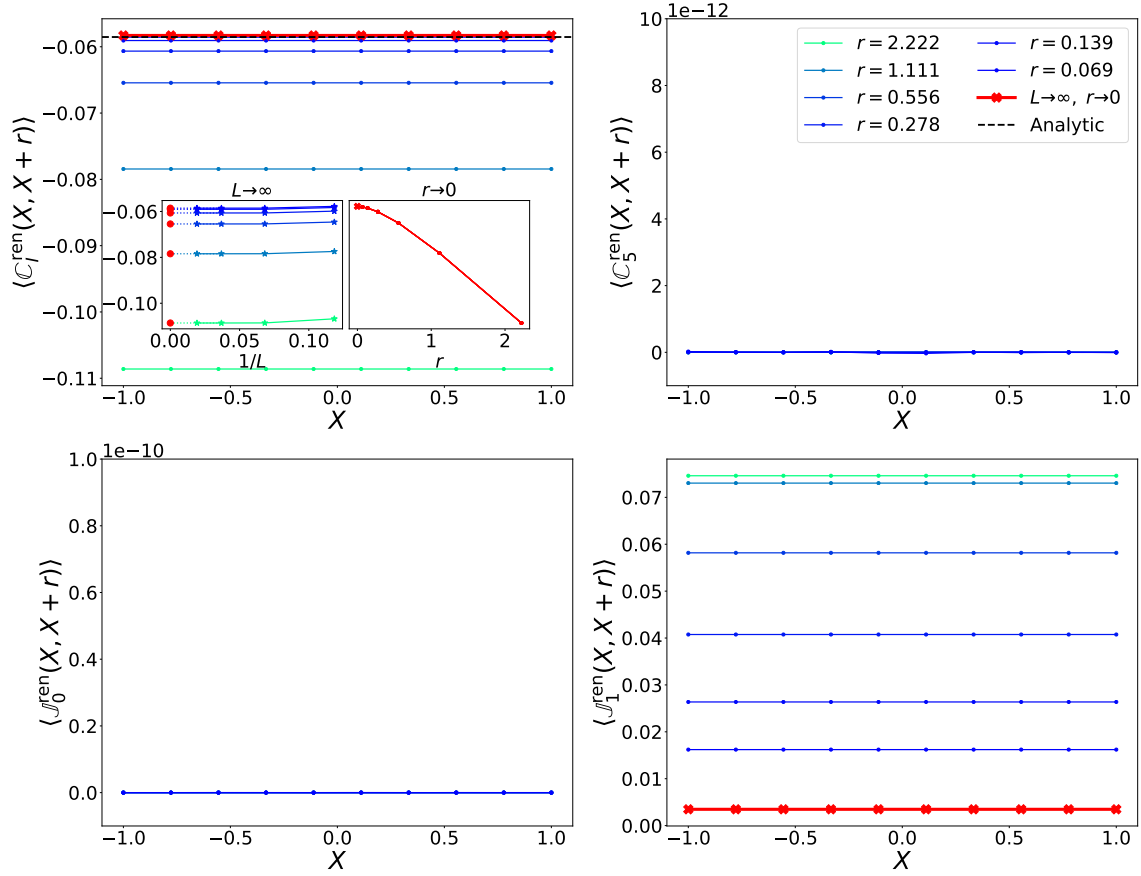 −0.06
−0.07
−0.08
−0.09
−0.10
−0.11
⟨ℂ_I^ren(X, X + r)⟩
−1.0 −0.5 0.0 0.5 1.0
X
L→∞
−0.06
−0.08
−0.10
0.00 0.05 0.10
1/L
r→0
0 1 2
r
1e−12
10
8
6
4
2
0
⟨ℂ_5^ren(X, X + r)⟩
−1.0 −0.5 0.0 0.5 1.0
X
r = 2.222
r = 1.111
r = 0.556
r = 0.278
r = 0.139
r = 0.069
L→∞, r→0
Analytic
1e−10
1.0
0.8
0.6
0.4
0.2
0.0
⟨𝕁_0^ren(X, X + r)⟩
−1.0 −0.5 0.0 0.5 1.0
X
0.07
0.06
0.05
0.04
0.03
0.02
0.01
0.00
⟨𝕁_1^ren(X, X + r)⟩
−1.0 −0.5 0.0 0.5 1.0
X